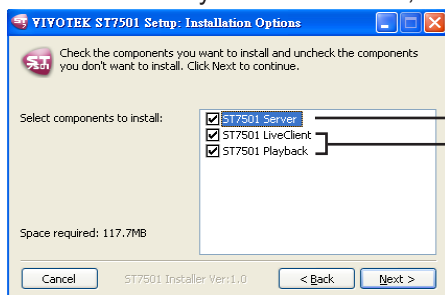 VIVOTEK ST7501 Setup: Installation Options
Check the components you want to install and uncheck the components
you don't want to install. Click Next to continue.
Select components to install:
ST7501 Server
ST7501 LiveClient
ST7501 Playback
Space required: 117.7MB
Cancel
ST7501 Installer Ver:1.0
< Back
Next >